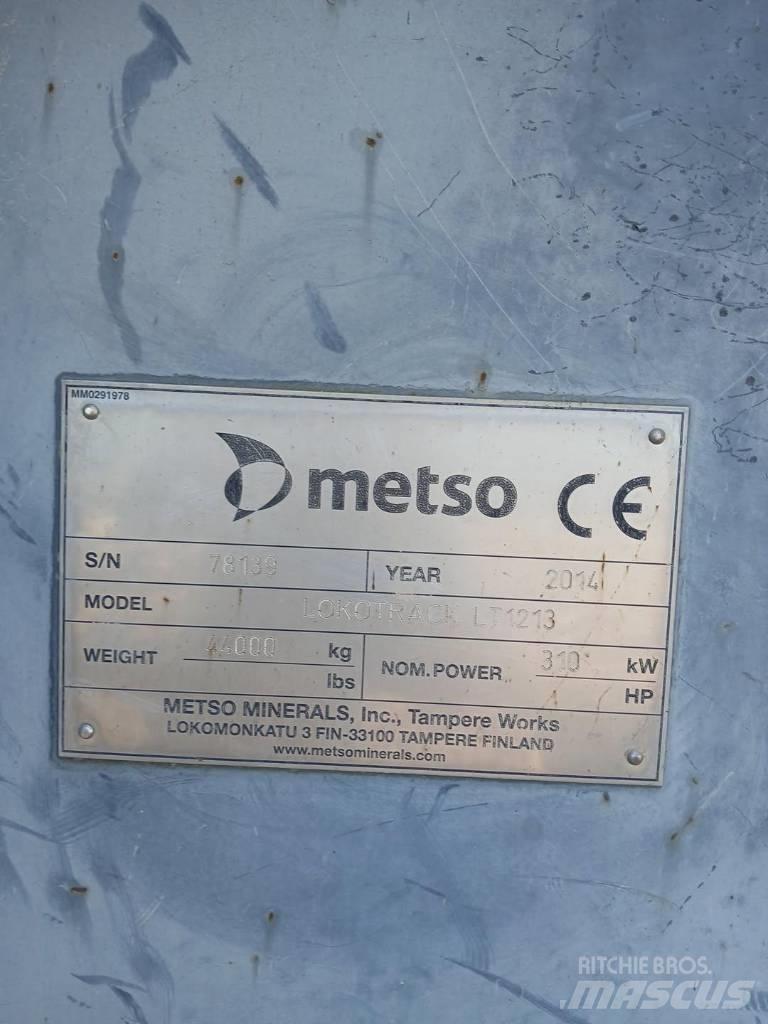 MM0291978
metso CE
S/N 78139 YEAR 2014
MODEL LOKOTRACK LT1213
WEIGHT 44000 kg NOM. POWER 310 kW
lbs HP
METSO MINERALS, Inc., Tampere Works
LOKOMONKATU 3 FIN-33100 TAMPERE FINLAND
www.metsominerals.com
RITCHIE BROS.
MASCUS